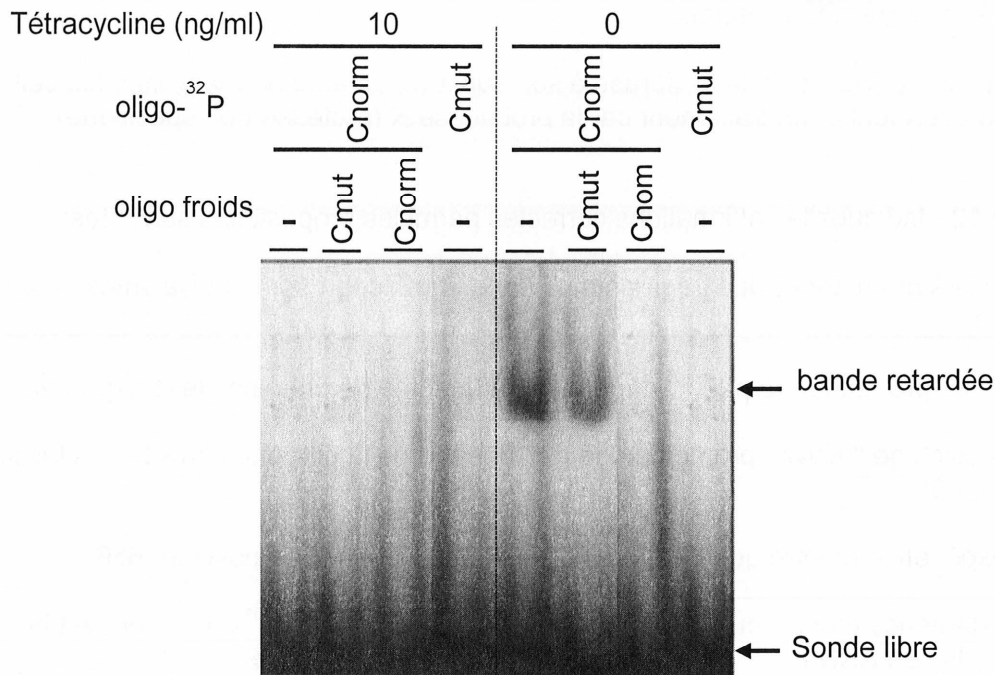 Tétracycline (ng/ml) 10 0
oligo-³²P Cnorm Cmut Cnorm Cmut
oligo froids - Cmut Cnorm - - Cmut Cnom -
bande retardée
Sonde libre